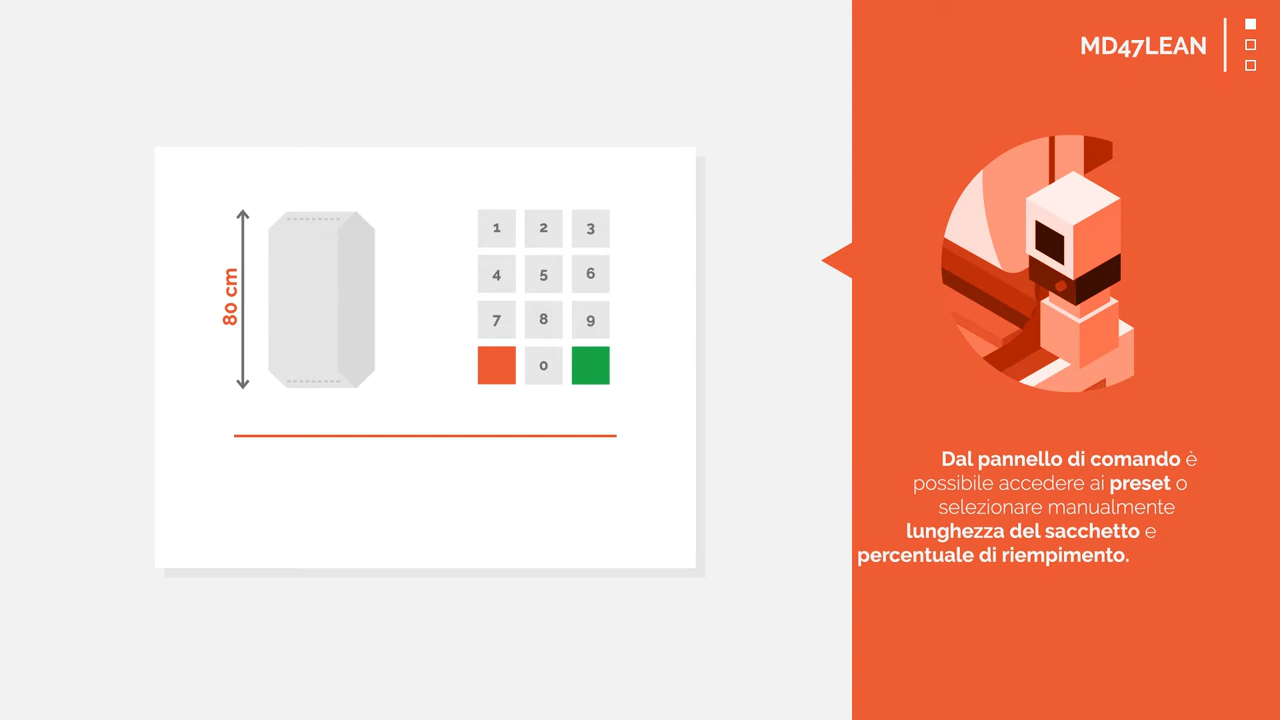 MD47LEAN
80 cm
1 2 3
4 5 6
7 8 9
0
Dal pannello di comando è
possibile accedere ai preset o
selezionare manualmente
lunghezza del sacchetto e
percentuale di riempimento.